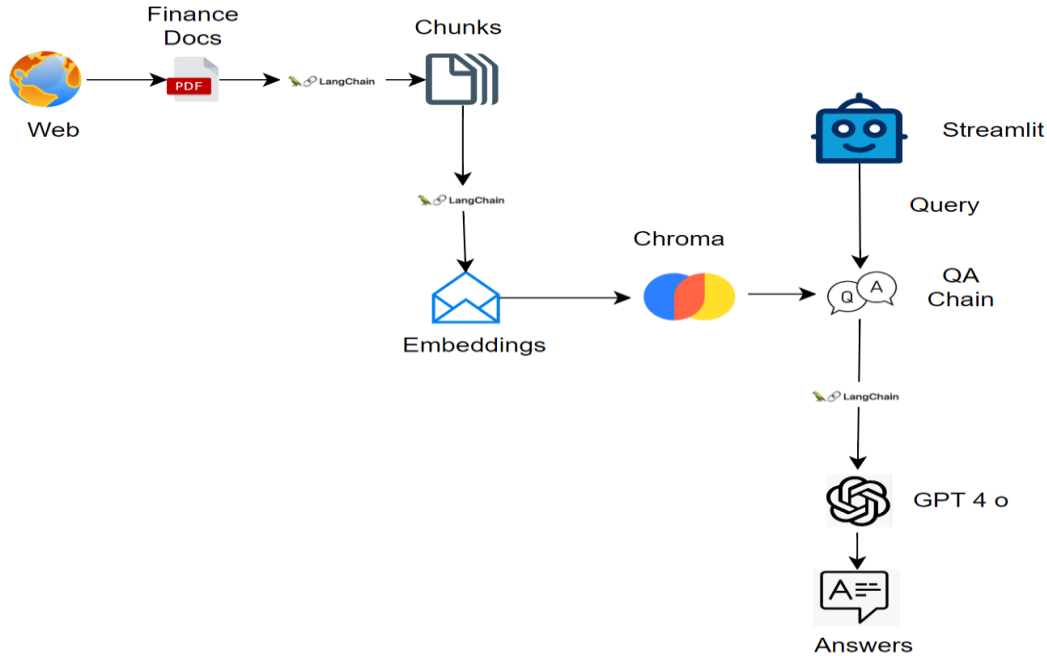 Finance
Docs
Chunks
PDF
LangChain
Web
Streamlit
LangChain
Query
Chroma
QA
Chain
Q
A
Embeddings
LangChain
GPT 4 o
A
Answers